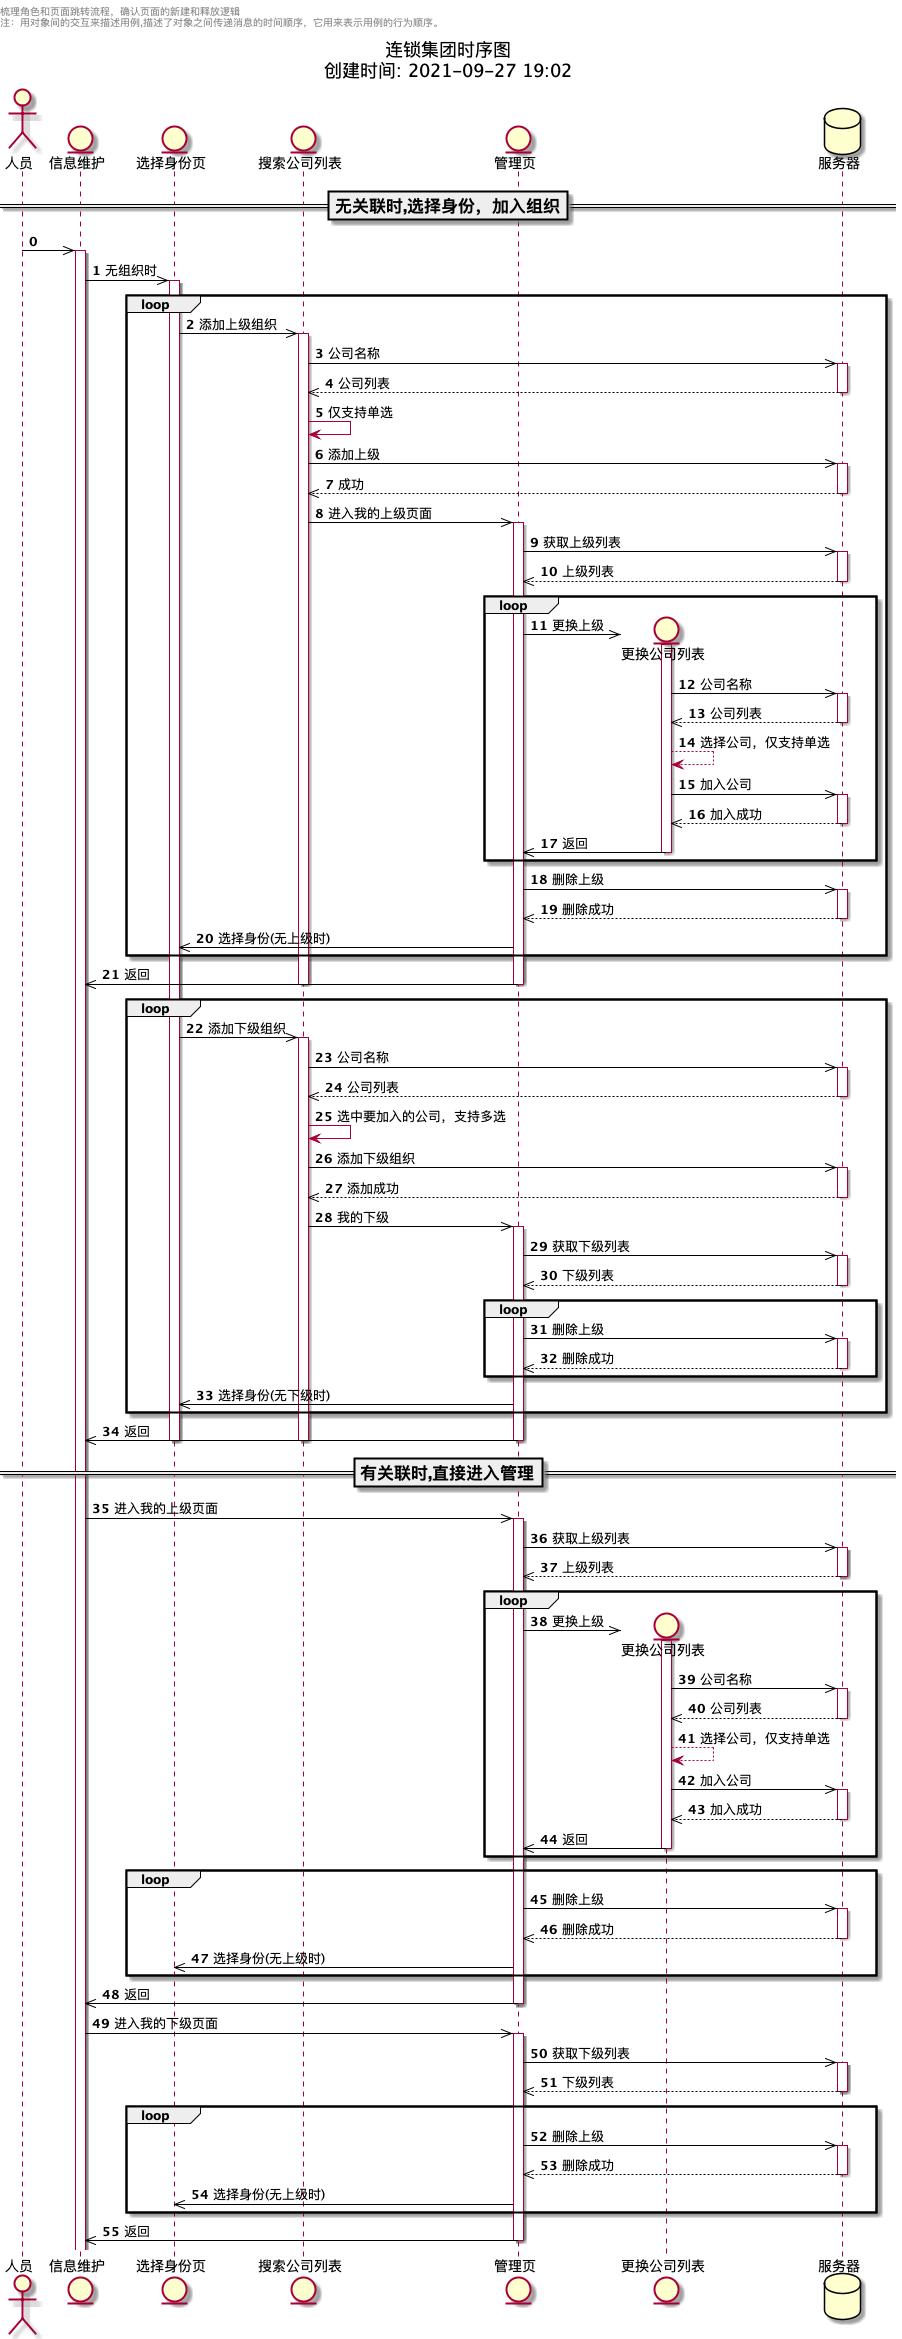 梳理角色和页面跳转流程，确认页面的新建和释放逻辑
注：用对象间的交互来描述用例,描述了对象之间传递消息的时间顺序，它用来表示用例的行为顺序。
连锁集团时序图
创建时间: 2021-09-27 19:02
人员 信息维护 选择身份页 搜索公司列表 管理页 服务器
无关联时,选择身份，加入组织
0
1 无组织时
loop
2 添加上级组织
3 公司名称
4 公司列表
5 仅支持单选
6 添加上级
7 成功
8 进入我的上级页面
9 获取上级列表
10 上级列表
loop
11 更换上级
更换公司列表
12 公司名称
13 公司列表
14 选择公司，仅支持单选
15 加入公司
16 加入成功
17 返回
18 删除上级
19 删除成功
20 选择身份(无上级时)
21 返回
loop
22 添加下级组织
23 公司名称
24 公司列表
25 选中要加入的公司，支持多选
26 添加下级组织
27 添加成功
28 我的下级
29 获取下级列表
30 下级列表
loop
31 删除上级
32 删除成功
33 选择身份(无下级时)
34 返回
有关联时,直接进入管理
35 进入我的上级页面
36 获取上级列表
37 上级列表
loop
38 更换上级
更换公司列表
39 公司名称
40 公司列表
41 选择公司，仅支持单选
42 加入公司
43 加入成功
44 返回
loop
45 删除上级
46 删除成功
47 选择身份(无上级时)
48 返回
49 进入我的下级页面
50 获取下级列表
51 下级列表
loop
52 删除上级
53 删除成功
54 选择身份(无上级时)
55 返回
人员 信息维护 选择身份页 搜索公司列表 管理页 更换公司列表 服务器